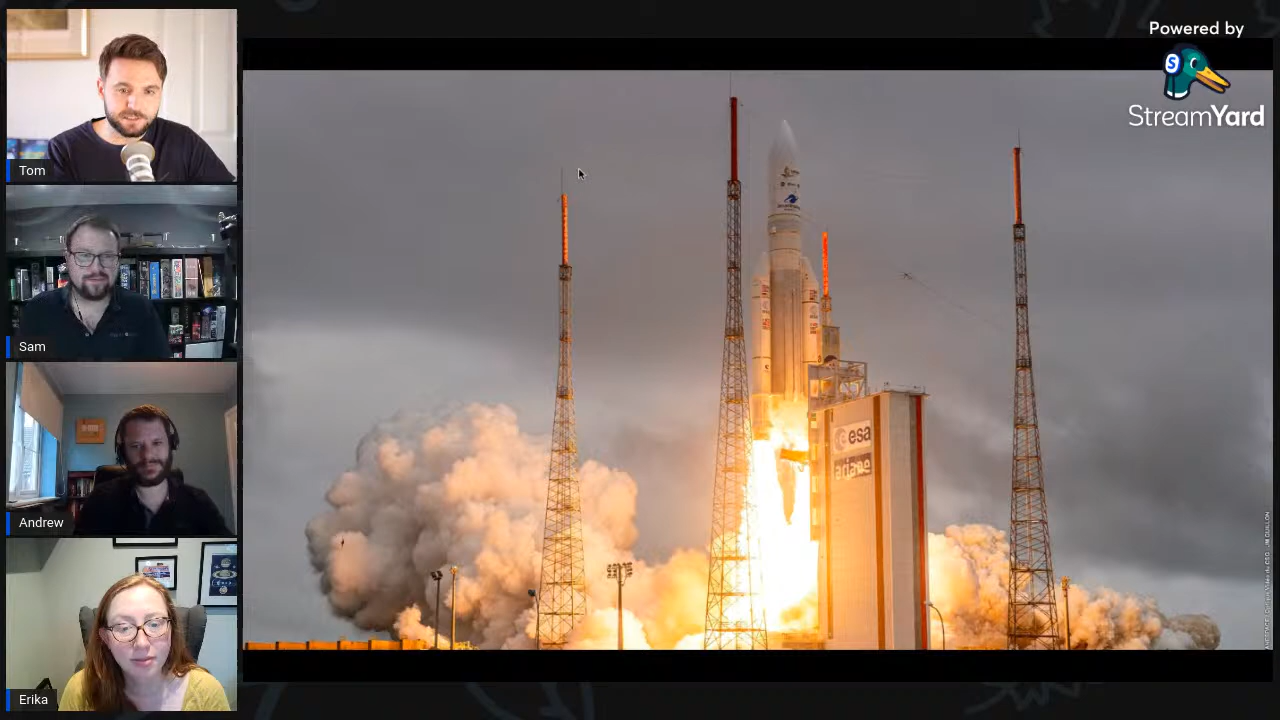 Powered by
S
StreamYard
Tom
Sam
Andrew
Erika
esa
ariane